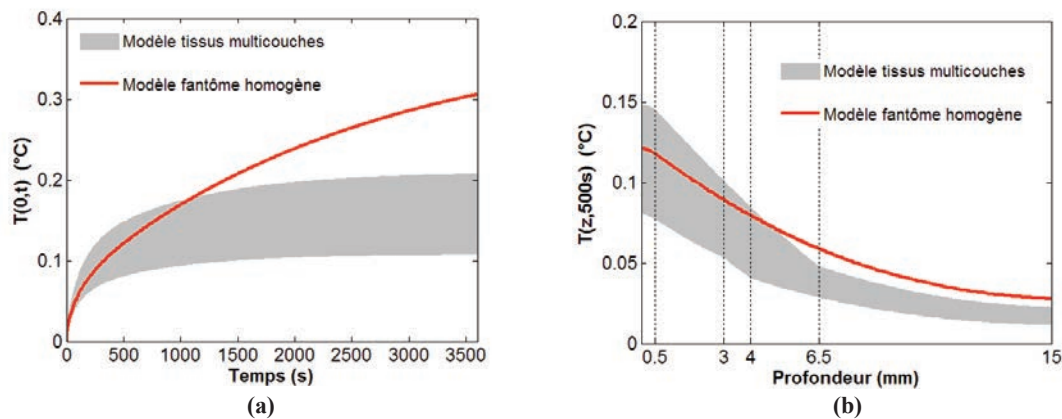 0.4
0.3
0.2
0.1
0
T(0,t) (°C)
Modèle tissus multicouches
Modèle fantôme homogène
0 500 1000 1500 2000 2500 3000 3500
Temps (s)
(a)
0.2
0.15
0.1
0.05
0
T(z,500s) (°C)
Modèle tissus multicouches
Modèle fantôme homogène
0.5 3 4 6.5 15
Profondeur (mm)
(b)